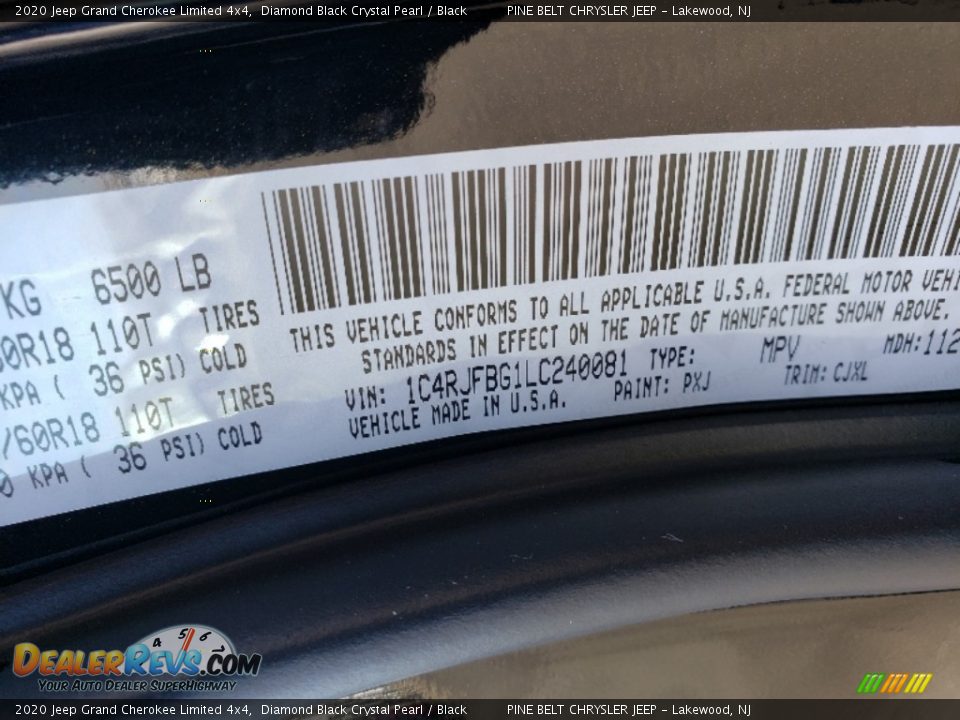 2020 Jeep Grand Cherokee Limited 4x4, Diamond Black Crystal Pearl / Black PINE BELT CHRYSLER JEEP - Lakewood, NJ
KG 6500 LB
60R18 110T TIRES
KPA ( 36 PSI) COLD
/60R18 110T TIRES
0 KPA ( 36 PSI) COLD
THIS VEHICLE CONFORMS TO ALL APPLICABLE U.S.A. FEDERAL MOTOR VEHI
STANDARDS IN EFFECT ON THE DATE OF MANUFACTURE SHOWN ABOVE.
VIN: 1C4RJFBG1LC240081 TYPE: MPV MDH: 112
VEHICLE MADE IN U.S.A. PAINT: PXJ TRIM: CJXL
4 5 6
DEALERREVS.COM
YOUR AUTO DEALER SUPERHIGHWAY
2020 Jeep Grand Cherokee Limited 4x4, Diamond Black Crystal Pearl / Black PINE BELT CHRYSLER JEEP - Lakewood, NJ